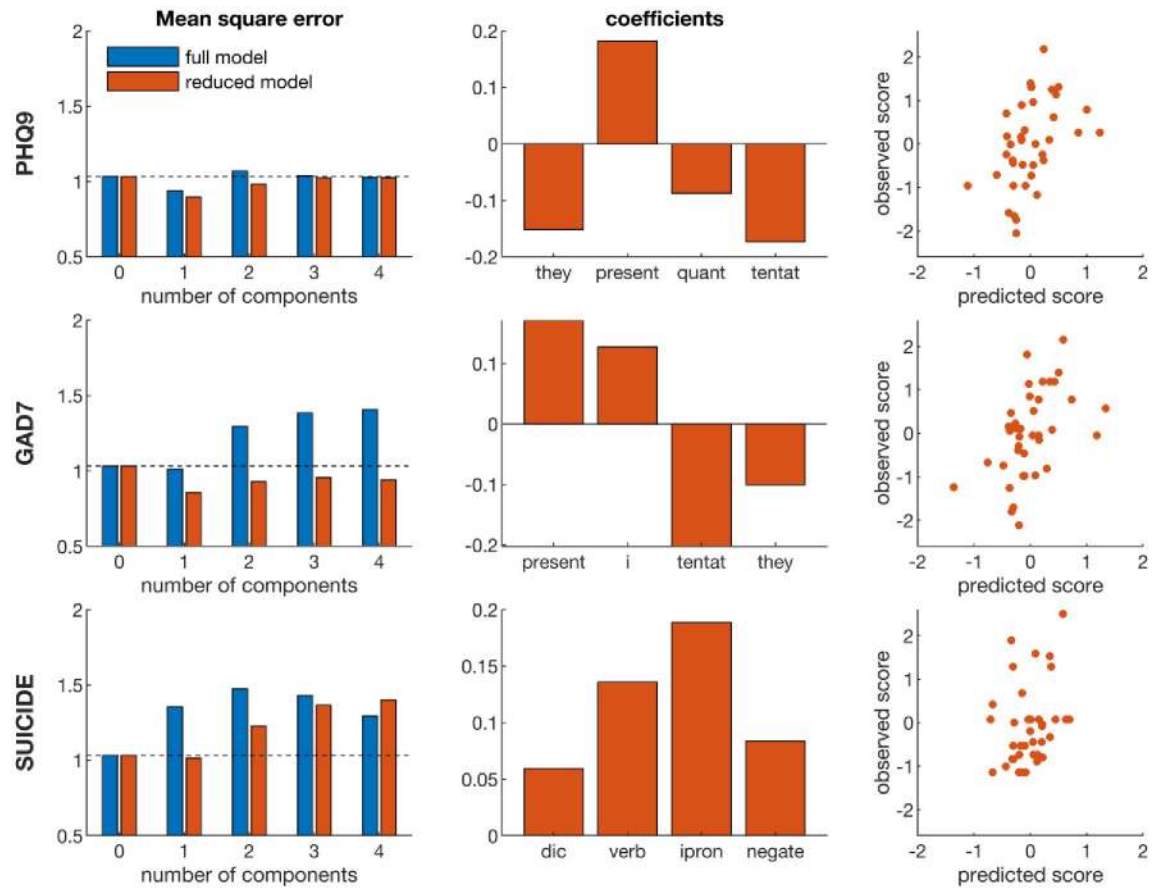 Mean square error
coefficients
full model
reduced model
PHQ9
2
1.5
1
0.5
0 1 2 3 4
number of components
0.2
0.1
0
-0.1
-0.2
they present quant tentat
observed score
2
1
0
-1
-2
-2 -1 0 1 2
predicted score
GAD7
2
1.5
1
0.5
0 1 2 3 4
number of components
0.1
0
-0.1
-0.2
present i tentat they
observed score
2
1
0
-1
-2
-2 -1 0 1 2
predicted score
SUICIDE
2
1.5
1
0.5
0 1 2 3 4
number of components
0.2
0.15
0.1
0.05
0
dic verb ipron negate
observed score
2
1
0
-1
-2
-2 -1 0 1 2
predicted score